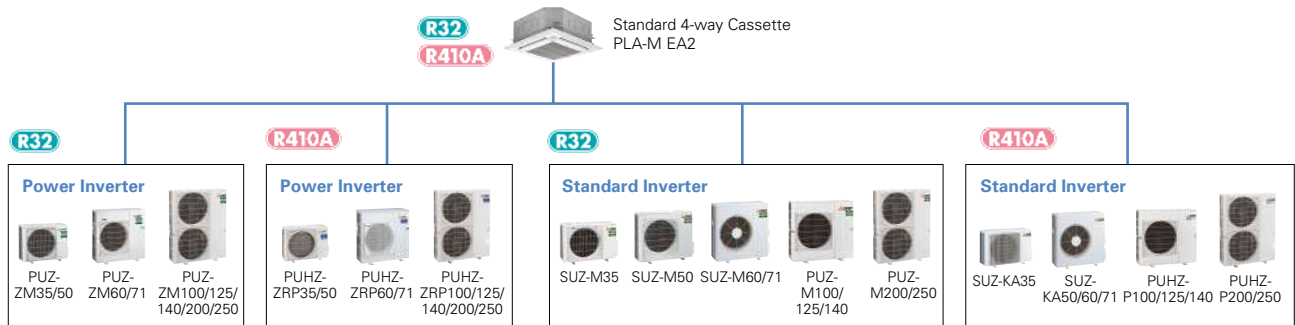 R32
R410A
Standard 4-way Cassette
PLA-M EA2
R32
Power Inverter
PUZ-
ZM35/50
PUZ-
ZM60/71
PUZ-
ZM100/125/
140/200/250
R410A
Power Inverter
PUHZ-
ZRP35/50
PUHZ-
ZRP60/71
PUHZ-
ZRP100/125/
140/200/250
R32
Standard Inverter
SUZ-M35
SUZ-M50
SUZ-M60/71
PUZ-
M100/
125/140
PUZ-
M200/250
R410A
Standard Inverter
SUZ-KA35
SUZ-
KA50/60/71
PUHZ-
P100/125/140
PUHZ-
P200/250